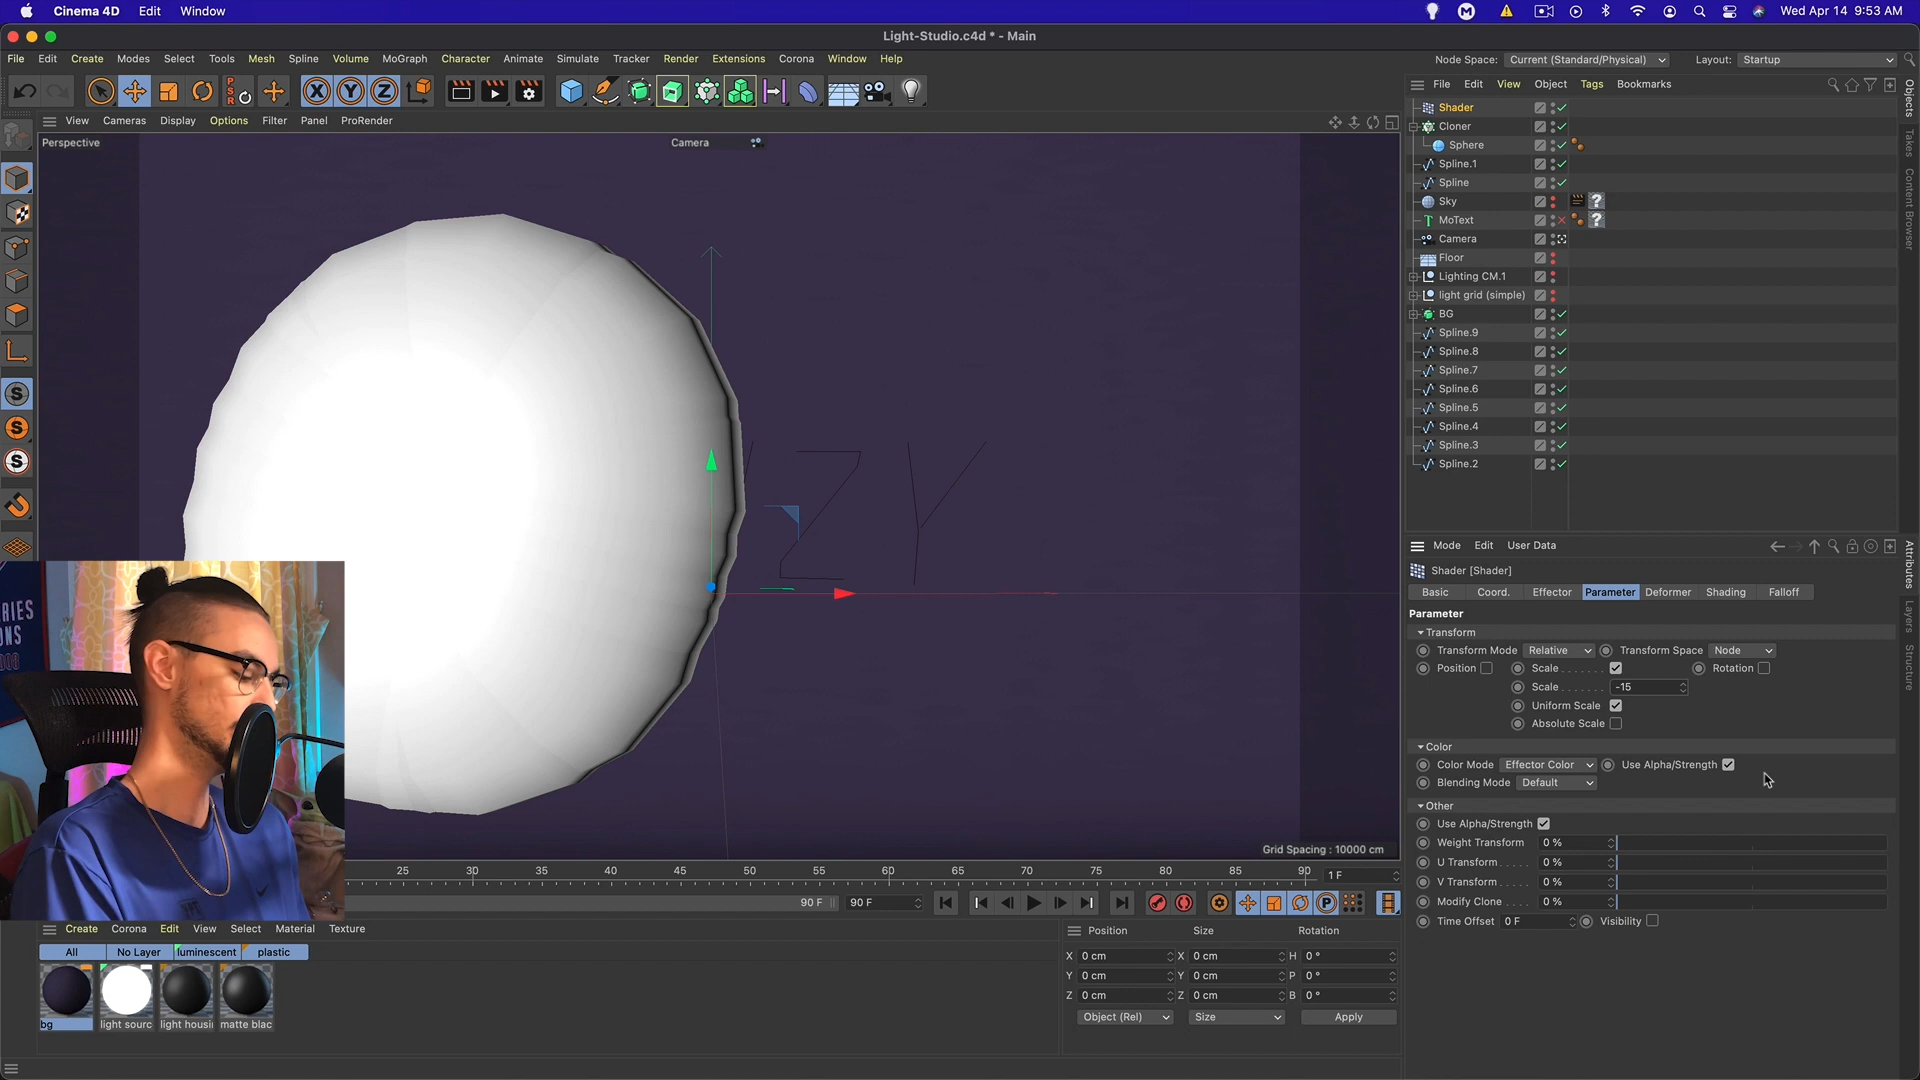 Cinema 4D Edit Window
Wed Apr 14 9:53 AM
Light-Studio.c4d * - Main
File Edit Create Modes Select Tools Mesh Spline Volume MoGraph Character Animate Simulate Tracker Render Extensions Corona Window Help
Node Space: Current (Standard/Physical) Layout: Startup
View Cameras Display Options Filter Panel ProRender
Perspective
Camera
Z Y
Grid Spacing : 10000 cm
File Edit View Object Tags Bookmarks
Shader
Cloner
Sphere
Spline.1
Spline
Sky
MoText
Camera
Floor
Lighting CM.1
light grid (simple)
BG
Spline.9
Spline.8
Spline.7
Spline.6
Spline.5
Spline.4
Spline.3
Spline.2
Objects
Takes
Content Browser
Mode Edit User Data
Shader [Shader]
Basic Coord. Effector Parameter Deformer Shading Falloff
Parameter
Transform
Transform Mode Relative Transform Space Node
Position Scale Rotation
Scale -15
Uniform Scale
Absolute Scale
Color
Color Mode Effector Color Use Alpha/Strength
Blending Mode Default
Other
Use Alpha/Strength
Weight Transform 0 %
U Transform 0 %
V Transform 0 %
Modify Clone 0 %
Time Offset 0 F Visibility
Attributes
Layers
Structure
25 30 35 40 45 50 55 60 65 70 75 80 85 90 1 F
90 F 90 F
Create Corona Edit View Select Material Texture
All No Layer luminescent plastic
bg light sourc light housi matte blac
Position Size Rotation
X 0 cm X 0 cm H 0 °
Y 0 cm Y 0 cm P 0 °
Z 0 cm Z 0 cm B 0 °
Object (Rel) Size Apply